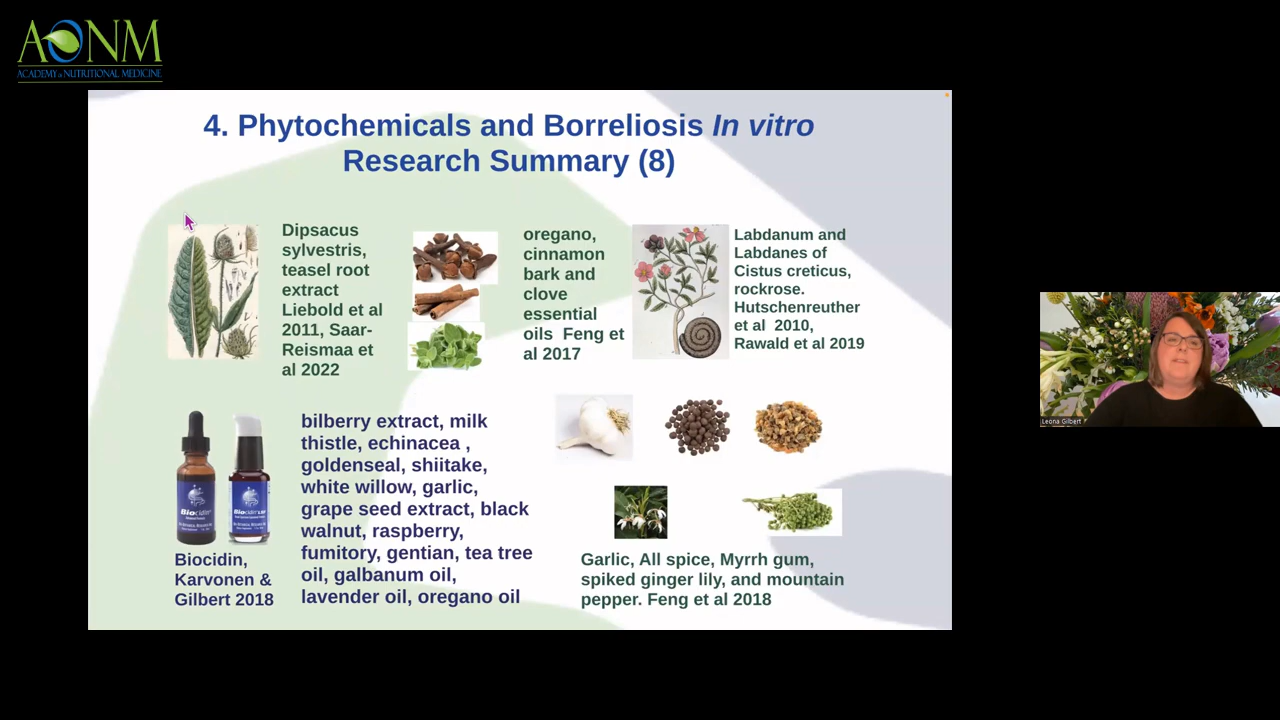 AONM
ACADEMY of NUTRITIONAL MEDICINE
4. Phytochemicals and Borreliosis In vitro
Research Summary (8)
Dipsacus
sylvestris,
teasel root
extract
Liebold et al
2011, Saar-
Reismaa et
al 2022
oregano,
cinnamon
bark and
clove
essential
oils Feng et
al 2017
Labdanum and
Labdanes of
Cistus creticus,
rockrose.
Hutschenreuther
et al 2010,
Rawald et al 2019
Biocidin
Biocidin LSF
Biocidin,
Karvonen &
Gilbert 2018
bilberry extract, milk
thistle, echinacea ,
goldenseal, shiitake,
white willow, garlic,
grape seed extract, black
walnut, raspberry,
fumitory, gentian, tea tree
oil, galbanum oil,
lavender oil, oregano oil
Garlic, All spice, Myrrh gum,
spiked ginger lily, and mountain
pepper. Feng et al 2018
Leona Gilbert